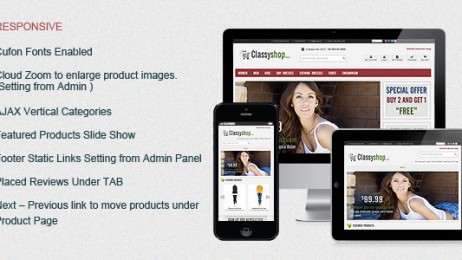 RESPONSIVE
Cufon Fonts Enabled
Cloud Zoom to enlarge product images.
Setting from Admin )
AJAX Vertical Categories
Featured Products Slide Show
Footer Static Links Setting from Admin Panel
Placed Reviews Under TAB
Next – Previous link to move products under
Product Page
Classyshop...
SPECIAL OFFER
BUY 2 AND GET 1
"FREE"
Classyshop...
Classyshop...
$99.99